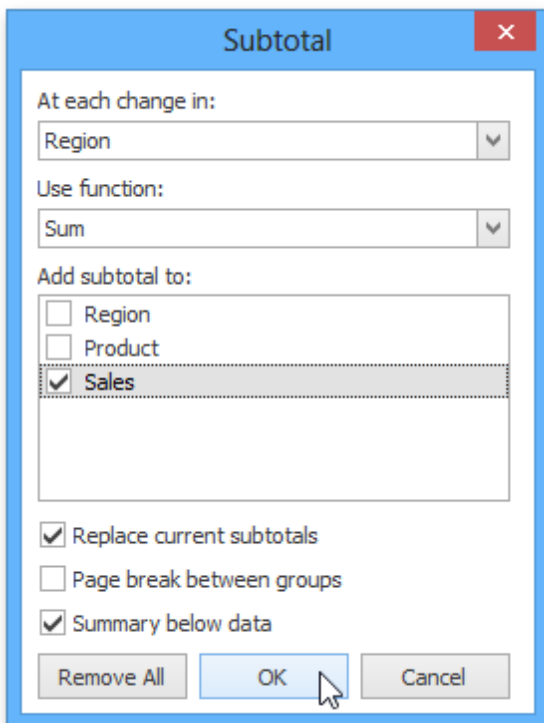 Subtotal
At each change in:
Region
Use function:
Sum
Add subtotal to:
Region
Product
Sales
Replace current subtotals
Page break between groups
Summary below data
Remove All OK Cancel